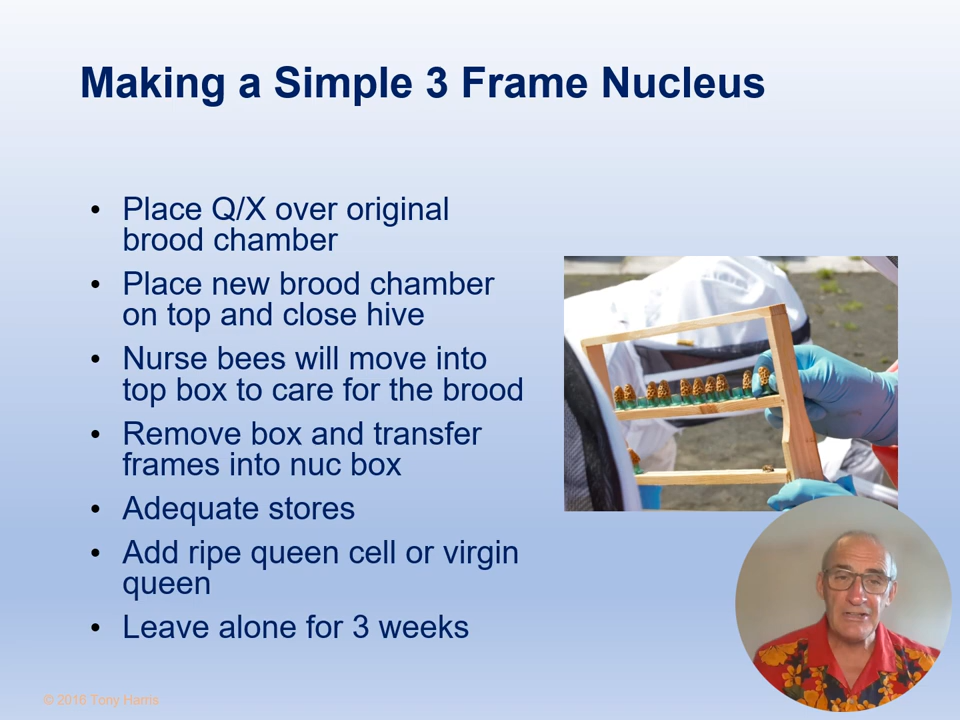 Making a Simple 3 Frame Nucleus
• Place Q/X over original
brood chamber
• Place new brood chamber
on top and close hive
• Nurse bees will move into
top box to care for the brood
• Remove box and transfer
frames into nuc box
• Adequate stores
• Add ripe queen cell or virgin
queen
• Leave alone for 3 weeks
© 2016 Tony Harris